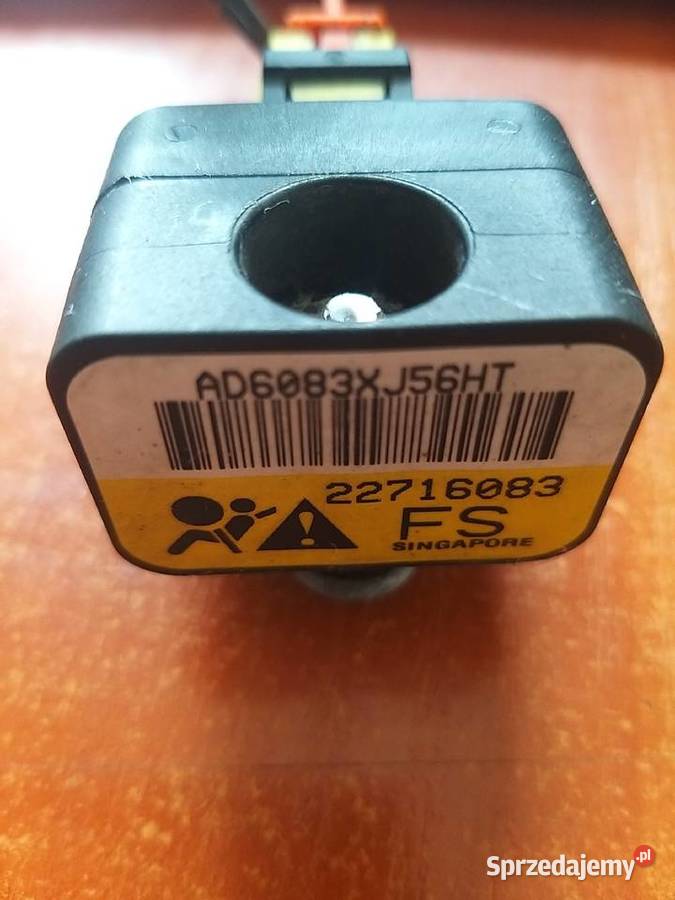 AD6083XJ56HT
22716083
FS
SINGAPORE
Sprzedajemy.pl